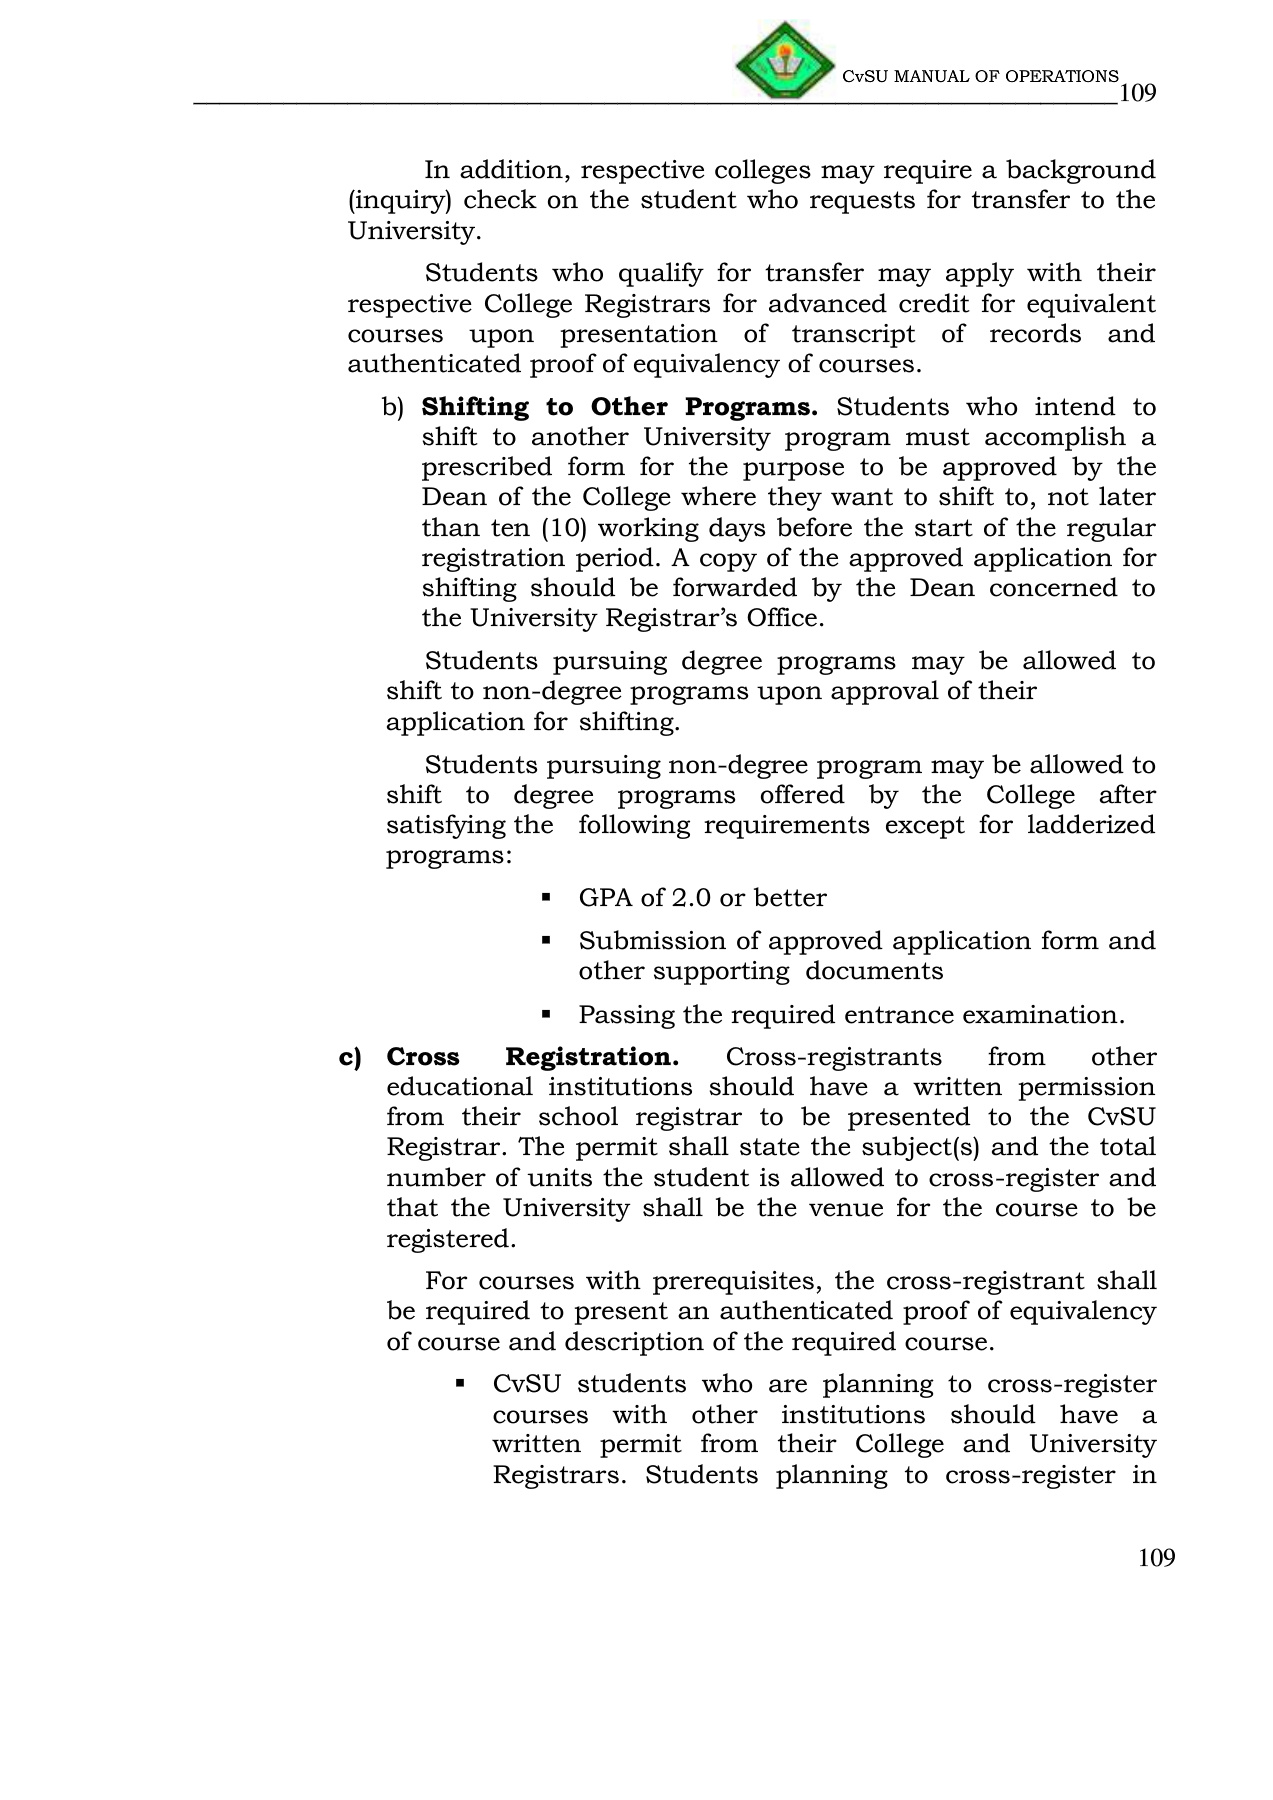 CvSU MANUAL OF OPERATIONS
109
In addition, respective colleges may require a background
(inquiry) check on the student who requests for transfer to the
University.
Students who qualify for transfer may apply with their
respective College Registrars for advanced credit for equivalent
courses upon presentation of transcript of records and
authenticated proof of equivalency of courses.
b) Shifting to Other Programs. Students who intend to
shift to another University program must accomplish a
prescribed form for the purpose to be approved by the
Dean of the College where they want to shift to, not later
than ten (10) working days before the start of the regular
registration period. A copy of the approved application for
shifting should be forwarded by the Dean concerned to
the University Registrar’s Office.
Students pursuing degree programs may be allowed to
shift to non-degree programs upon approval of their
application for shifting.
Students pursuing non-degree program may be allowed to
shift to degree programs offered by the College after
satisfying the following requirements except for ladderized
programs:
▪ GPA of 2.0 or better
▪ Submission of approved application form and
other supporting documents
▪ Passing the required entrance examination.
c) Cross Registration. Cross-registrants from other
educational institutions should have a written permission
from their school registrar to be presented to the CvSU
Registrar. The permit shall state the subject(s) and the total
number of units the student is allowed to cross-register and
that the University shall be the venue for the course to be
registered.
For courses with prerequisites, the cross-registrant shall
be required to present an authenticated proof of equivalency
of course and description of the required course.
▪ CvSU students who are planning to cross-register
courses with other institutions should have a
written permit from their College and University
Registrars. Students planning to cross-register in
109